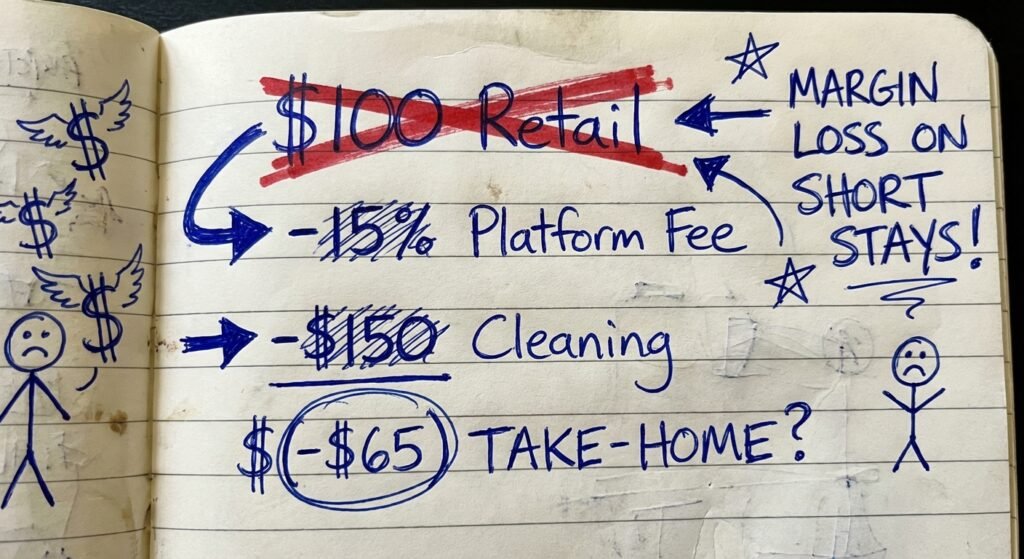 $100 Retail
-15% Platform Fee
-$150 Cleaning
$ -$65 TAKE-HOME?
MARGIN
LOSS ON
SHORT
STAYS!
$
$
$